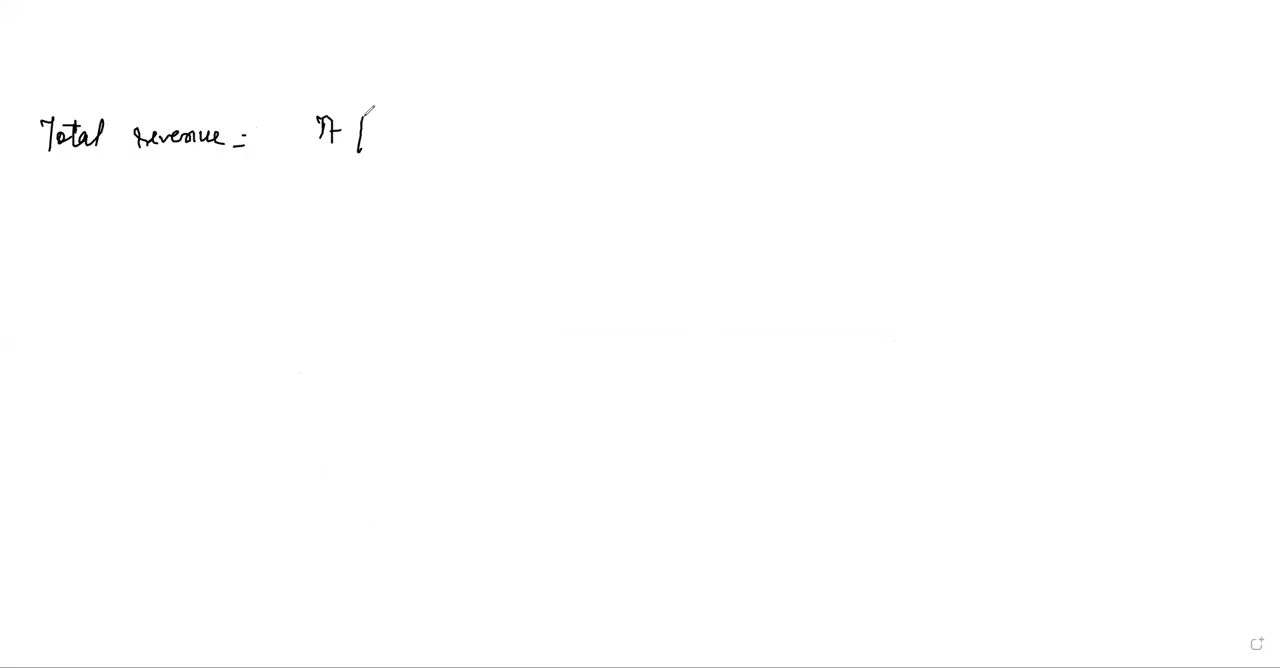 Total revenue = π (